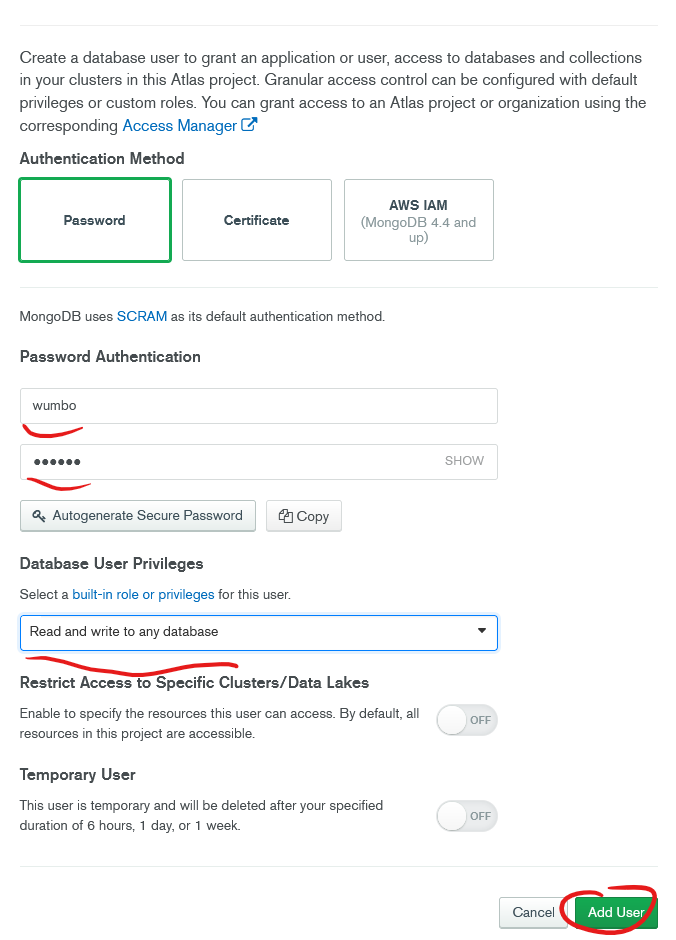 Create a database user to grant an application or user, access to databases and collections
in your clusters in this Atlas project. Granular access control can be configured with default
privileges or custom roles. You can grant access to an Atlas project or organization using the
corresponding Access Manager
Authentication Method
Password
Certificate
AWS IAM
(MongoDB 4.4 and
up)
MongoDB uses SCRAM as its default authentication method.
Password Authentication
wumbo
•••••• SHOW
Autogenerate Secure Password
Copy
Database User Privileges
Select a built-in role or privileges for this user.
Read and write to any database
Restrict Access to Specific Clusters/Data Lakes
Enable to specify the resources this user can access. By default, all
resources in this project are accessible.
OFF
Temporary User
This user is temporary and will be deleted after your specified
duration of 6 hours, 1 day, or 1 week.
OFF
Cancel
Add User